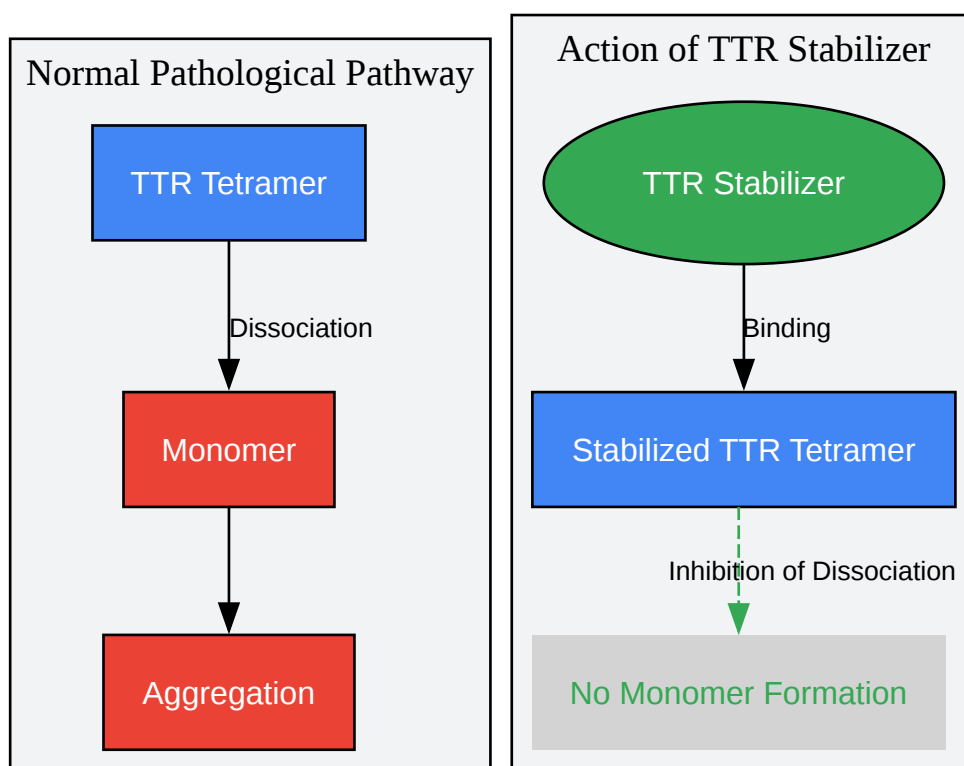 Normal Pathological Pathway
TTR Tetramer
Dissociation
Monomer
Aggregation
Action of TTR Stabilizer
TTR Stabilizer
Binding
Stabilized TTR Tetramer
Inhibition of Dissociation
No Monomer Formation